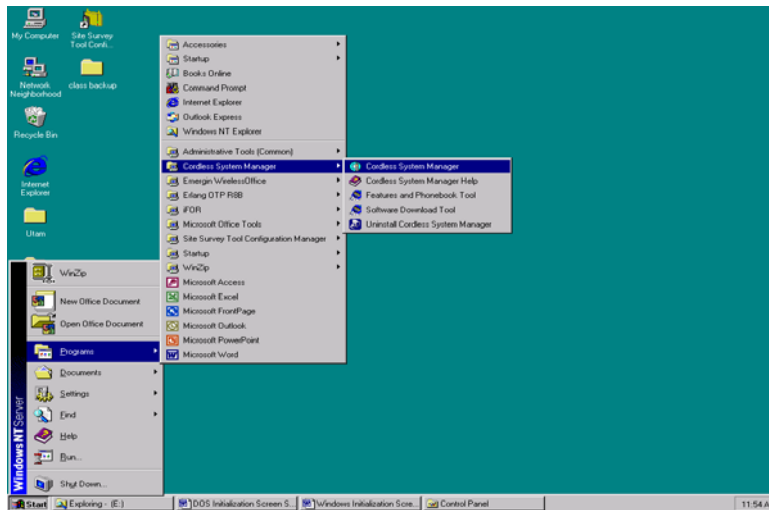 My Computer
Site Survey
Tool Confi...
Network
Neighborhood
class backup
Recycle Bin
Internet
Explorer
Utam
Accessories
Startup
Books Online
Command Prompt
Internet Explorer
Outlook Express
Windows NT Explorer
Administrative Tools (Common)
Cordless System Manager
Emergin WirelessOffice
Erlang OTP R8B
iFOR
Microsoft Office Tools
Site Survey Tool Configuration Manager
Startup
WinZip
Microsoft Access
Microsoft Excel
Microsoft FrontPage
Microsoft Outlook
Microsoft PowerPoint
Microsoft Word
Cordless System Manager
Cordless System Manager Help
Features and Phonebook Tool
Software Download Tool
Uninstall Cordless System Manager
WinZip
New Office Document
Open Office Document
Programs
Documents
Settings
Find
Help
Run...
Shut Down...
Windows NT Server
Start
Exploring - (E:)
DOS Initialization Screen S...
Windows Initialization Scre...
Control Panel
11:54 A